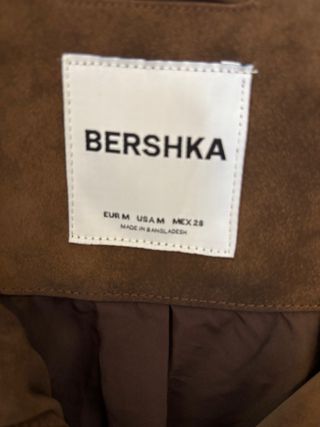 BERSHKA
EUR M USA M MEX 28
MADE IN BANGLADESH